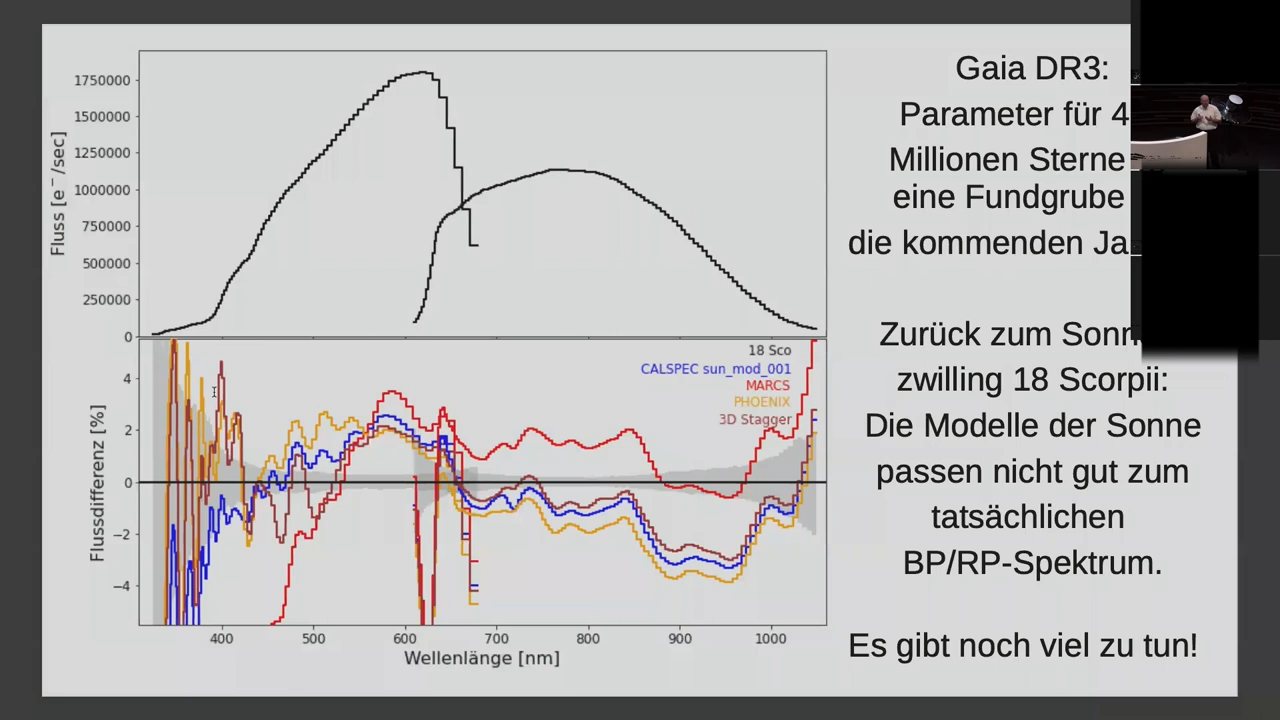 Gaia DR3:
Parameter für 4
Millionen Sterne
eine Fundgrube
die kommenden
Zurück zum
zwilling 18 Scorpii:
Die Modelle der Sonne
passen nicht gut zum
tatsächlichen
BP/RP-Spektrum.
Es gibt noch viel zu tun!
Fluss [e⁻/sec]
1750000
1500000
1250000
1000000
750000
500000
250000
0
Flussdifferenz [%]
4
2
0
−2
−4
18 Sco
CALSPEC sun_mod_001
MARCS
PHOENIX
3D Stagger
400
500
600
700
800
900
1000
Wellenlänge [nm]